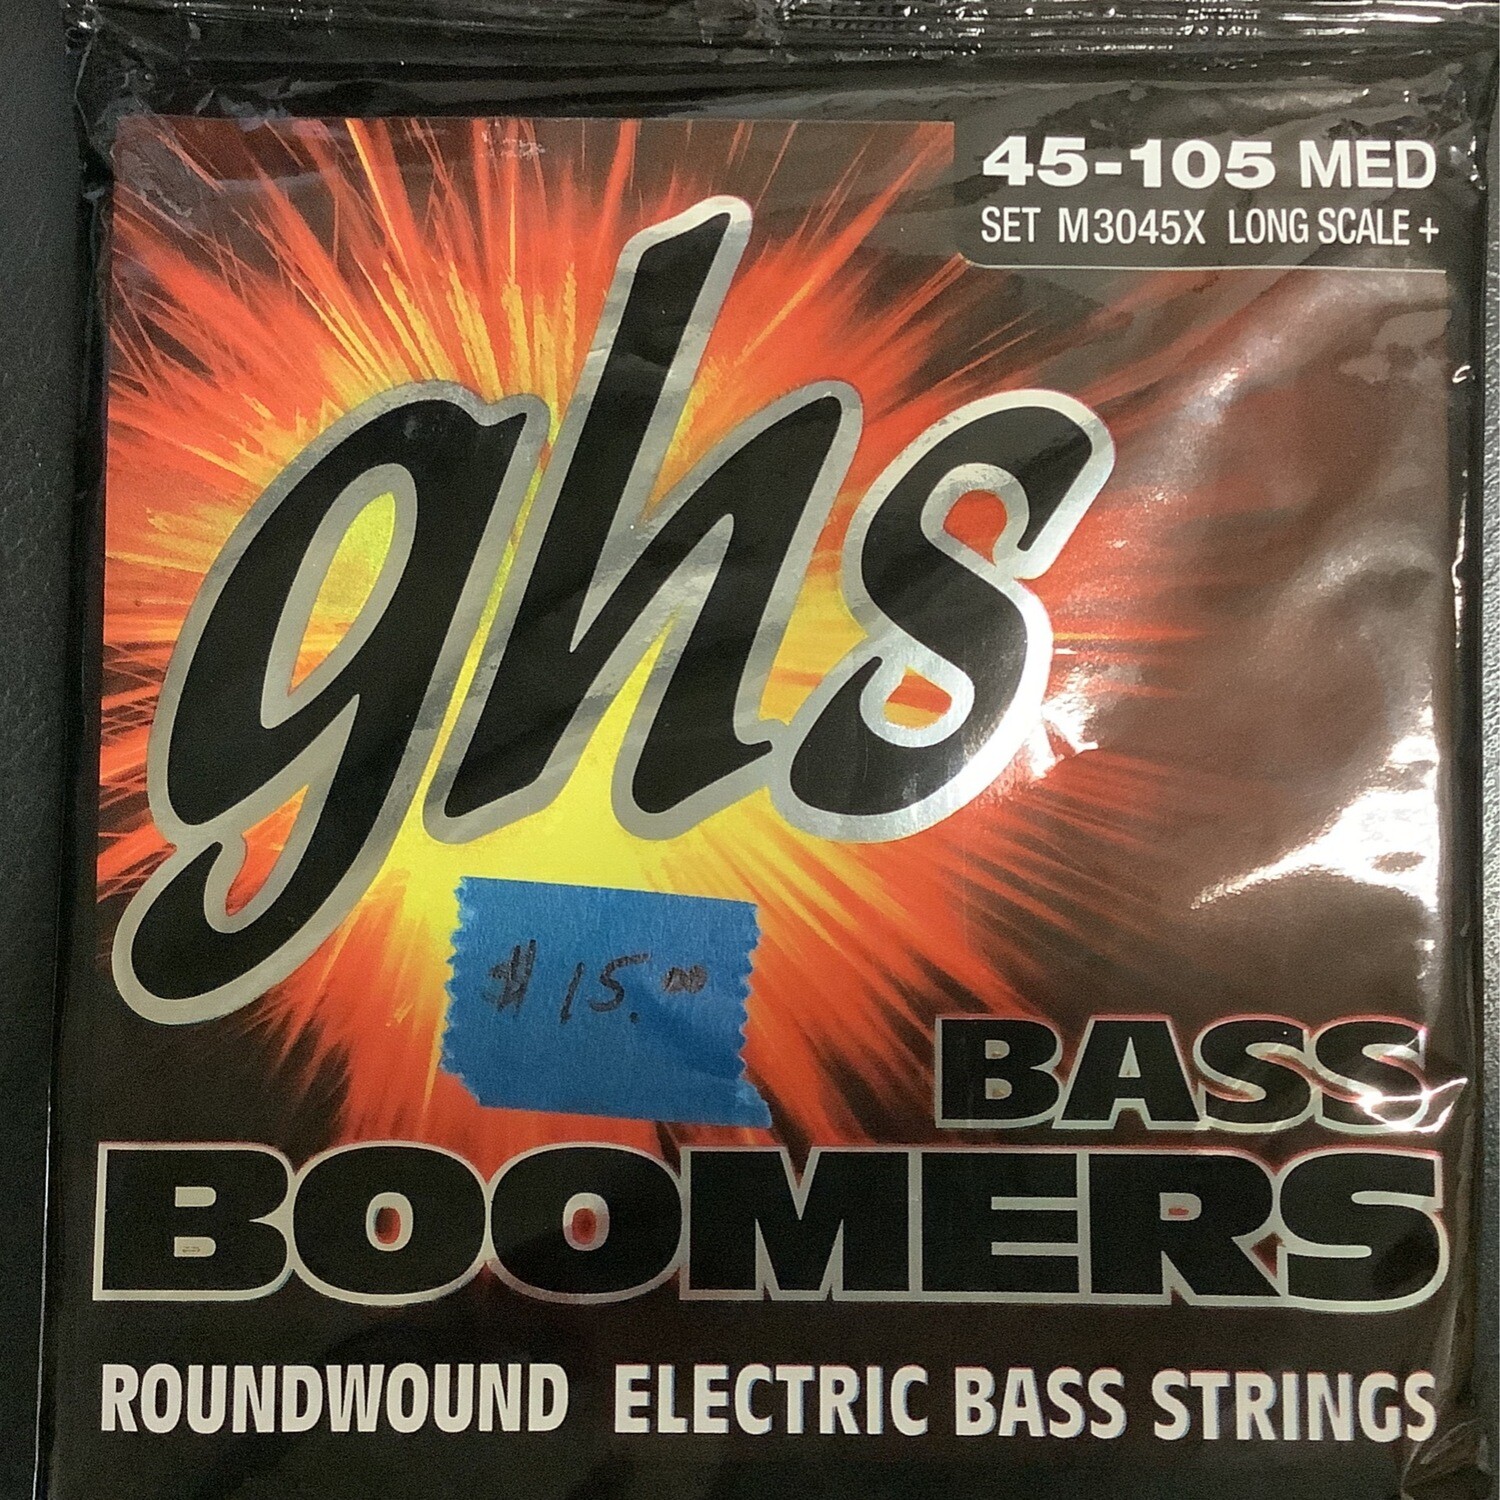 45-105 MED
SET M3045X LONG SCALE +
ghs
$15.00
BASS
BOOMERS
ROUNDWOUND ELECTRIC BASS STRINGS